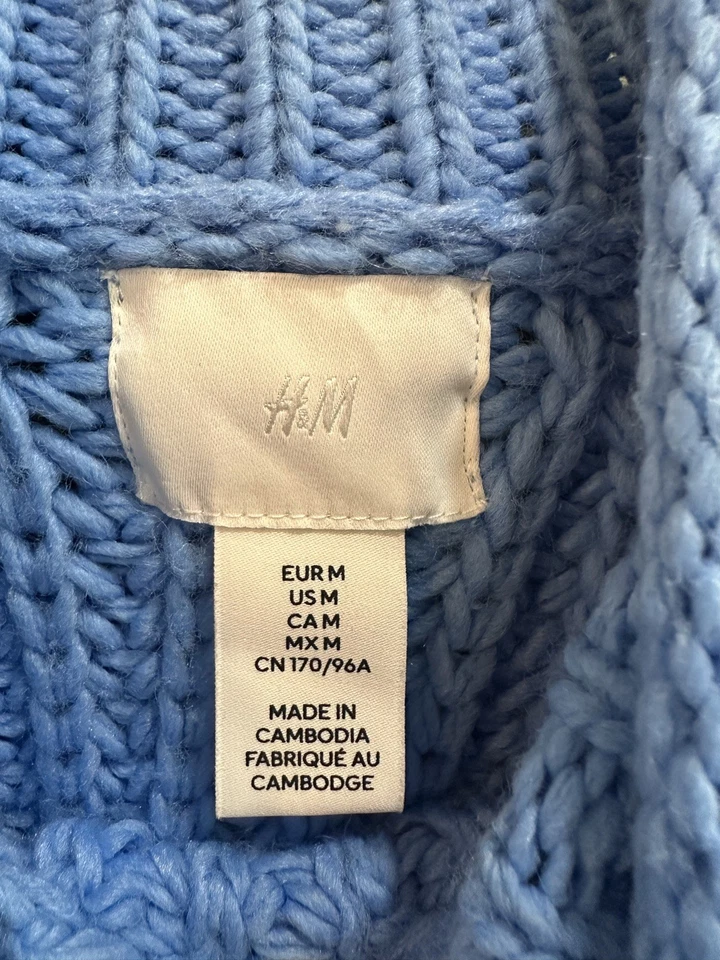 H&M
EUR M
US M
CA M
MX M
CN 170/96A
MADE IN
CAMBODIA
FABRIQUÉ AU
CAMBODGE